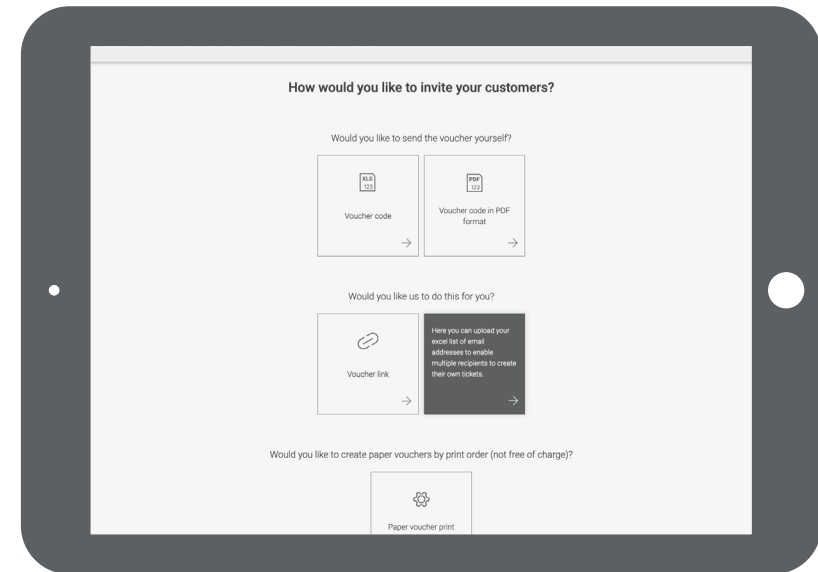 How would you like to invite your customers?
Would you like to send the voucher yourself?
XLS
123
Voucher code
PDF
123
Voucher code in PDF
format
Would you like us to do this for you?
Voucher link
Here you can upload your
excel list of email
addresses to enable
multiple recipients to create
their own tickets.
Would you like to create paper vouchers by print order (not free of charge)?
Paper voucher print